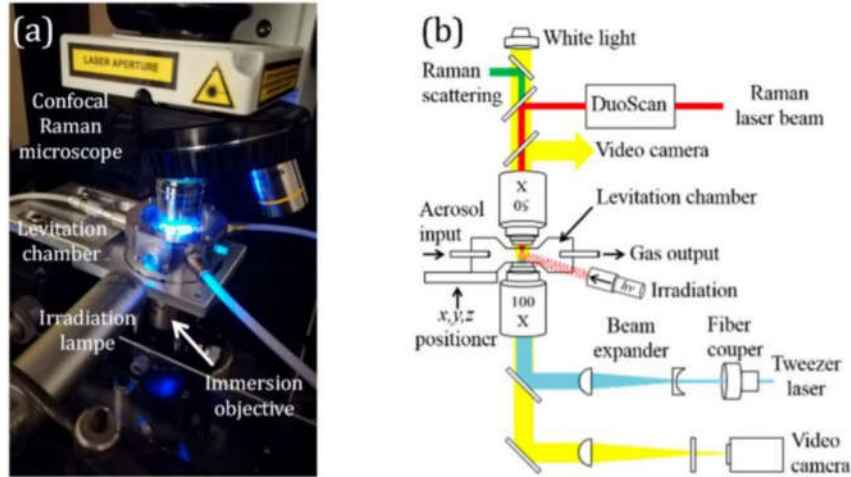 (a)
LASER APERTURE
Confocal
Raman
microscope
Levitation
chamber
Irradiation
lampe
Immersion
objective
(b)
White light
Raman
scattering
DuoScan
Raman
laser beam
Video camera
50
X
Levitation chamber
Aerosol
input
Gas output
hν
Irradiation
x,y,z
positioner
100
X
Beam
expander
Fiber
couper
Tweezer
laser
Video
camera